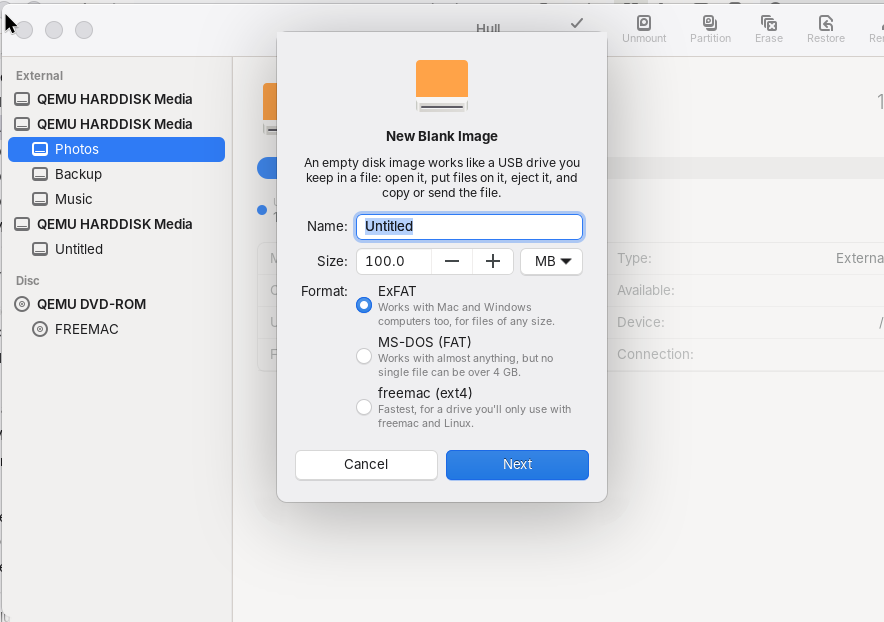 Hull
Unmount
Partition
Erase
Restore
External
QEMU HARDDISK Media
QEMU HARDDISK Media
Photos
Backup
Music
QEMU HARDDISK Media
Untitled
Disc
QEMU DVD-ROM
FREEMAC
New Blank Image
An empty disk image works like a USB drive you
keep in a file: open it, put files on it, eject it, and
copy or send the file.
Name: Untitled
Size: 100.0 MB
Format:
ExFAT
Works with Mac and Windows
computers too, for files of any size.
MS-DOS (FAT)
Works with almost anything, but no
single file can be over 4 GB.
freemac (ext4)
Fastest, for a drive you'll only use with
freemac and Linux.
Cancel
Next
Type:
Available:
Device:
Connection: